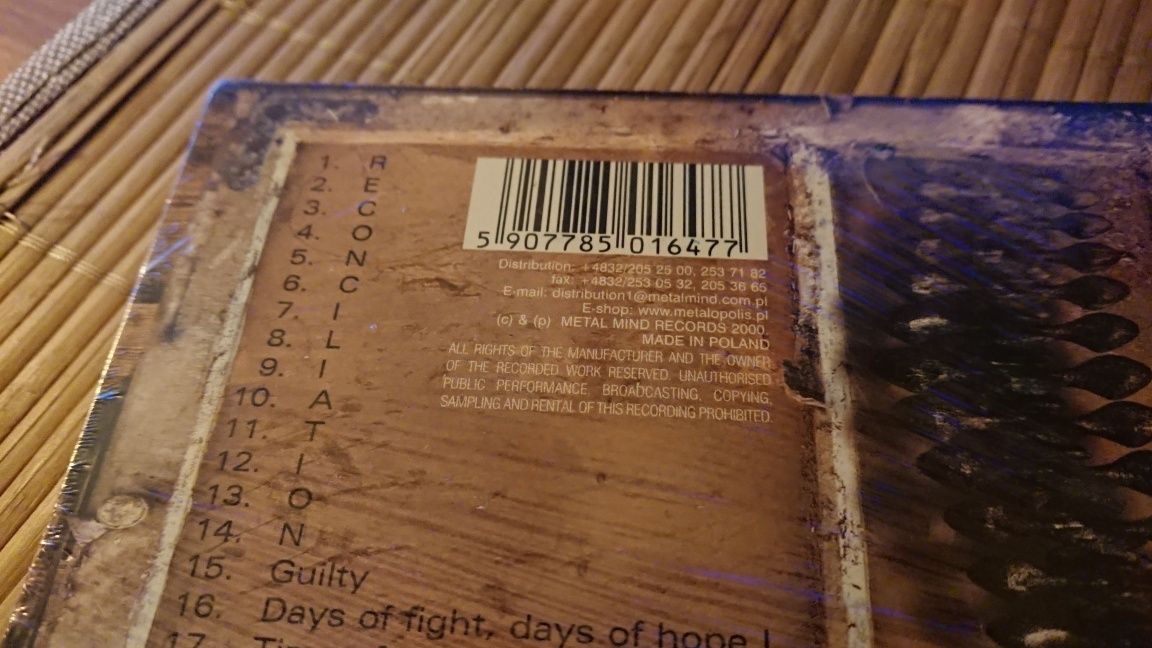 1. R
2. E
3. C
4. O
5. N
6. C
7. I
8. L
9. I
10. A
11. T
12. I
13. O
14. N
15. Guilty
16. Days of fight, days of hope I
17.
5 907785 016477
Distribution: +4832/205 25 00, 253 71 82
fax: +4832/253 05 32, 205 36 65
E-mail: distribution1@metalmind.com.pl
E-shop: www.metalopolis.pl
(c) & (p) METAL MIND RECORDS 2000.
MADE IN POLAND
ALL RIGHTS OF THE MANUFACTURER AND THE OWNER
OF THE RECORDED WORK RESERVED. UNAUTHORISED
PUBLIC PERFORMANCE, BROADCASTING, COPYING,
SAMPLING AND RENTAL OF THIS RECORDING PROHIBITED.